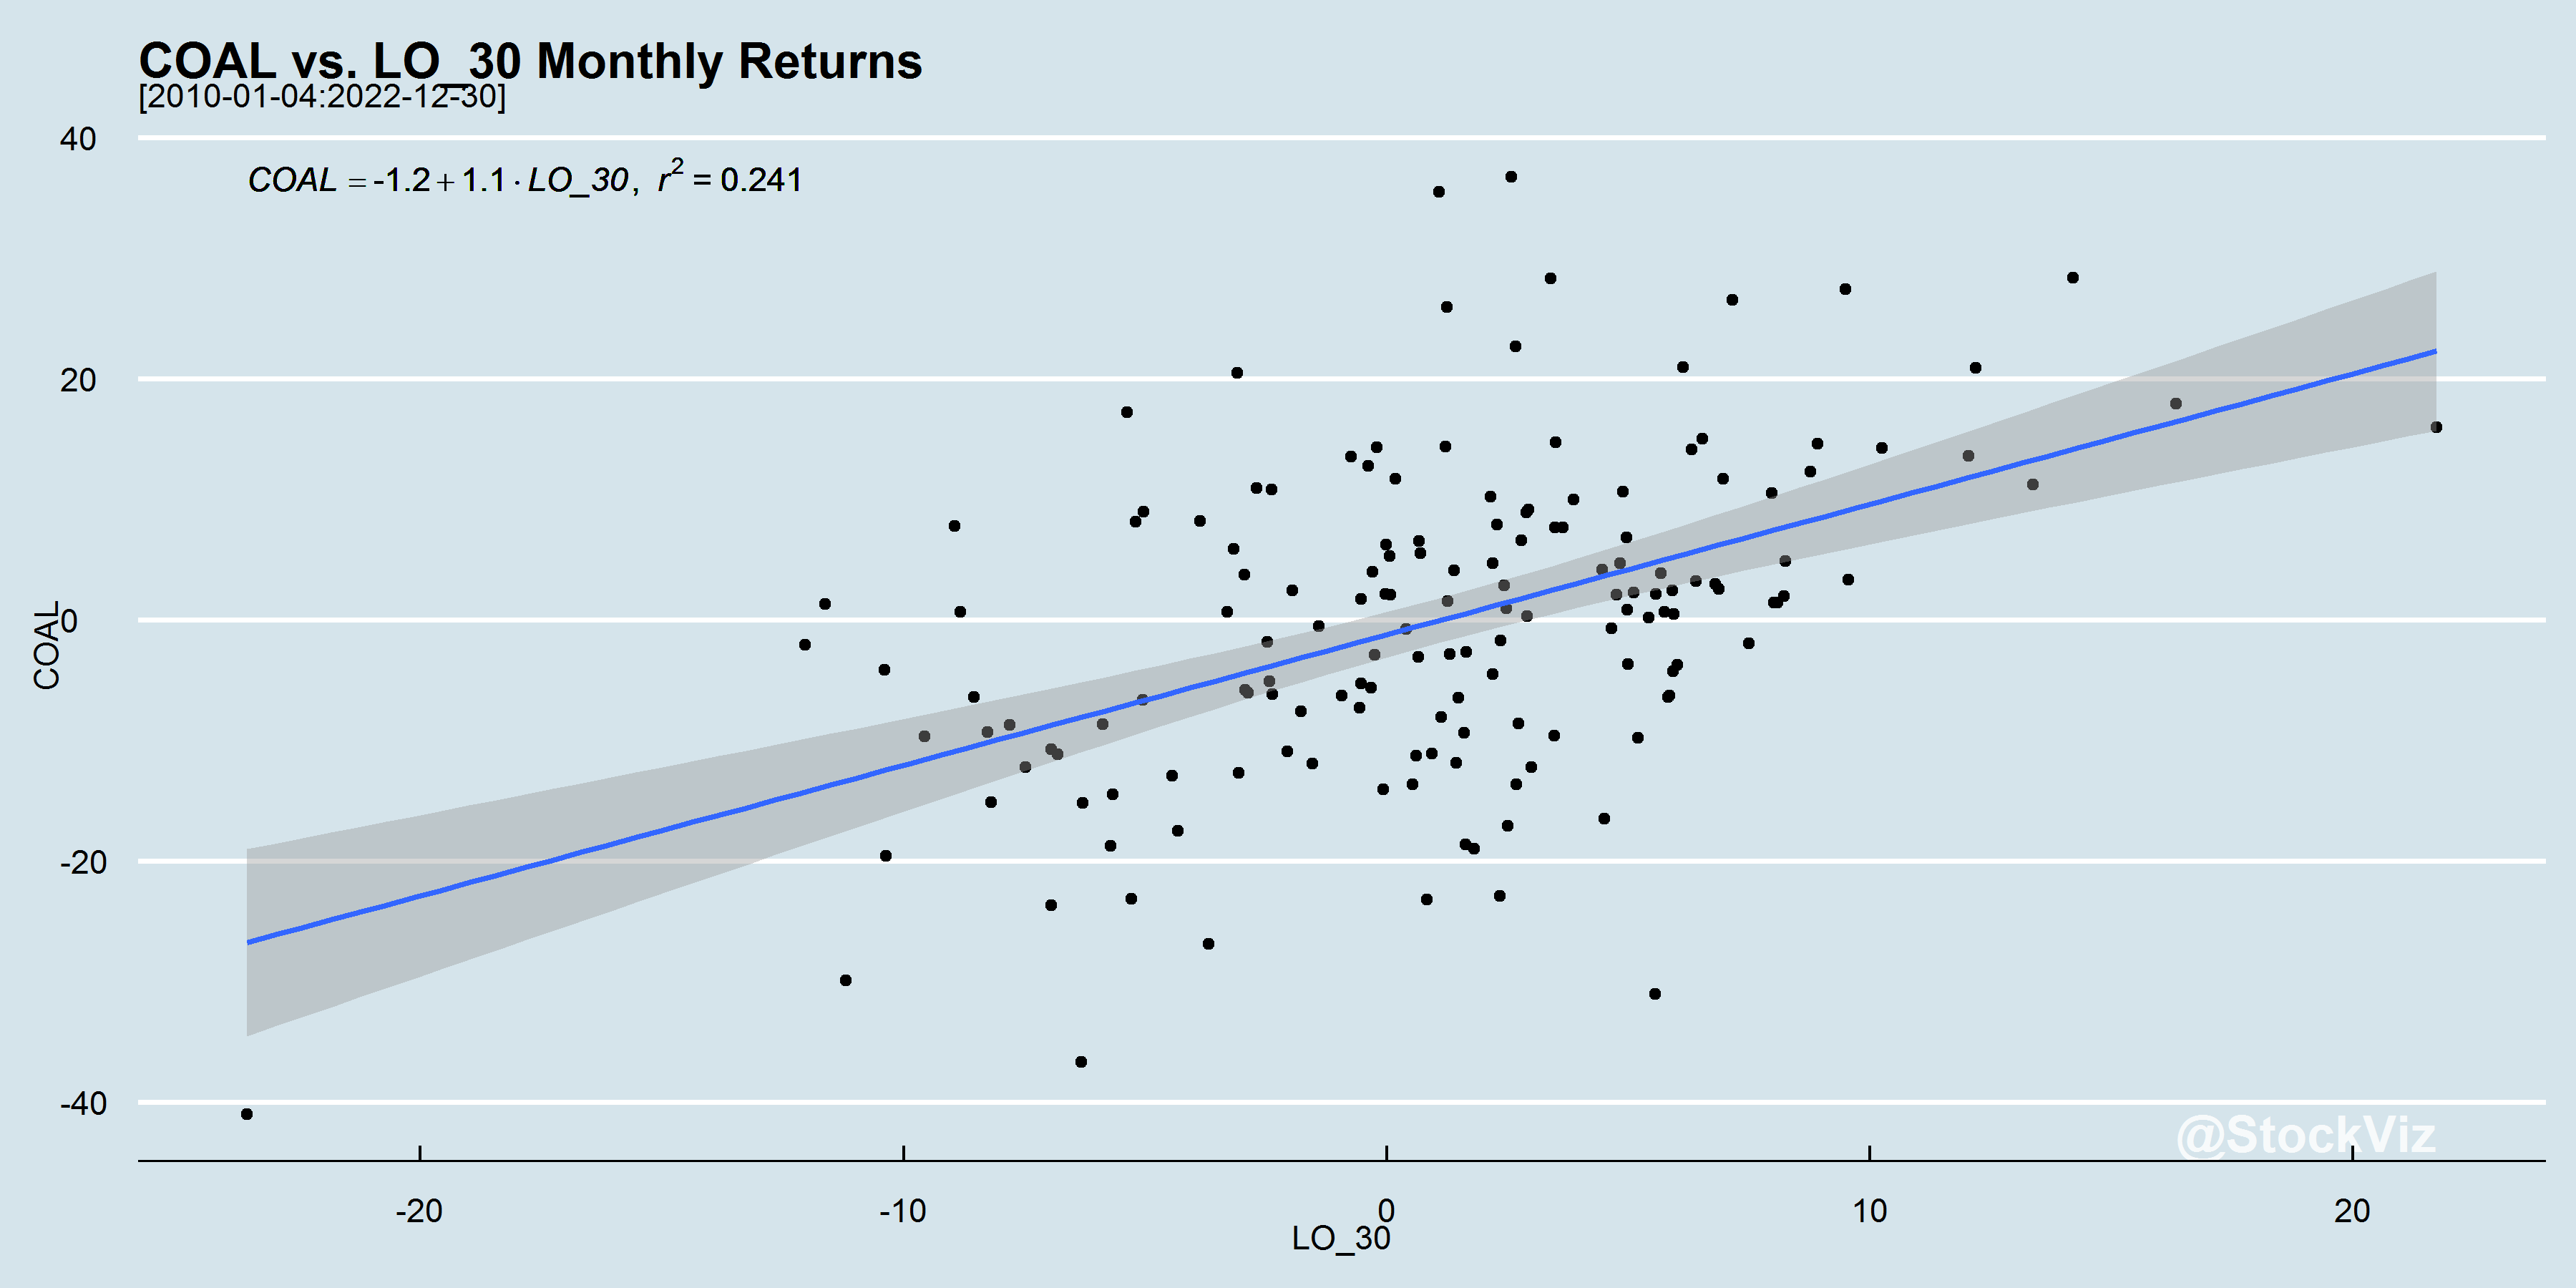 COAL vs. LO_30 Monthly Returns
[2010-01-04:2022-12-30]
40
COAL = -1.2 + 1.1 · LO_30, r² = 0.241
20
0
COAL
-20
-40
@StockViz
-20 -10 0 10 20
LO_30